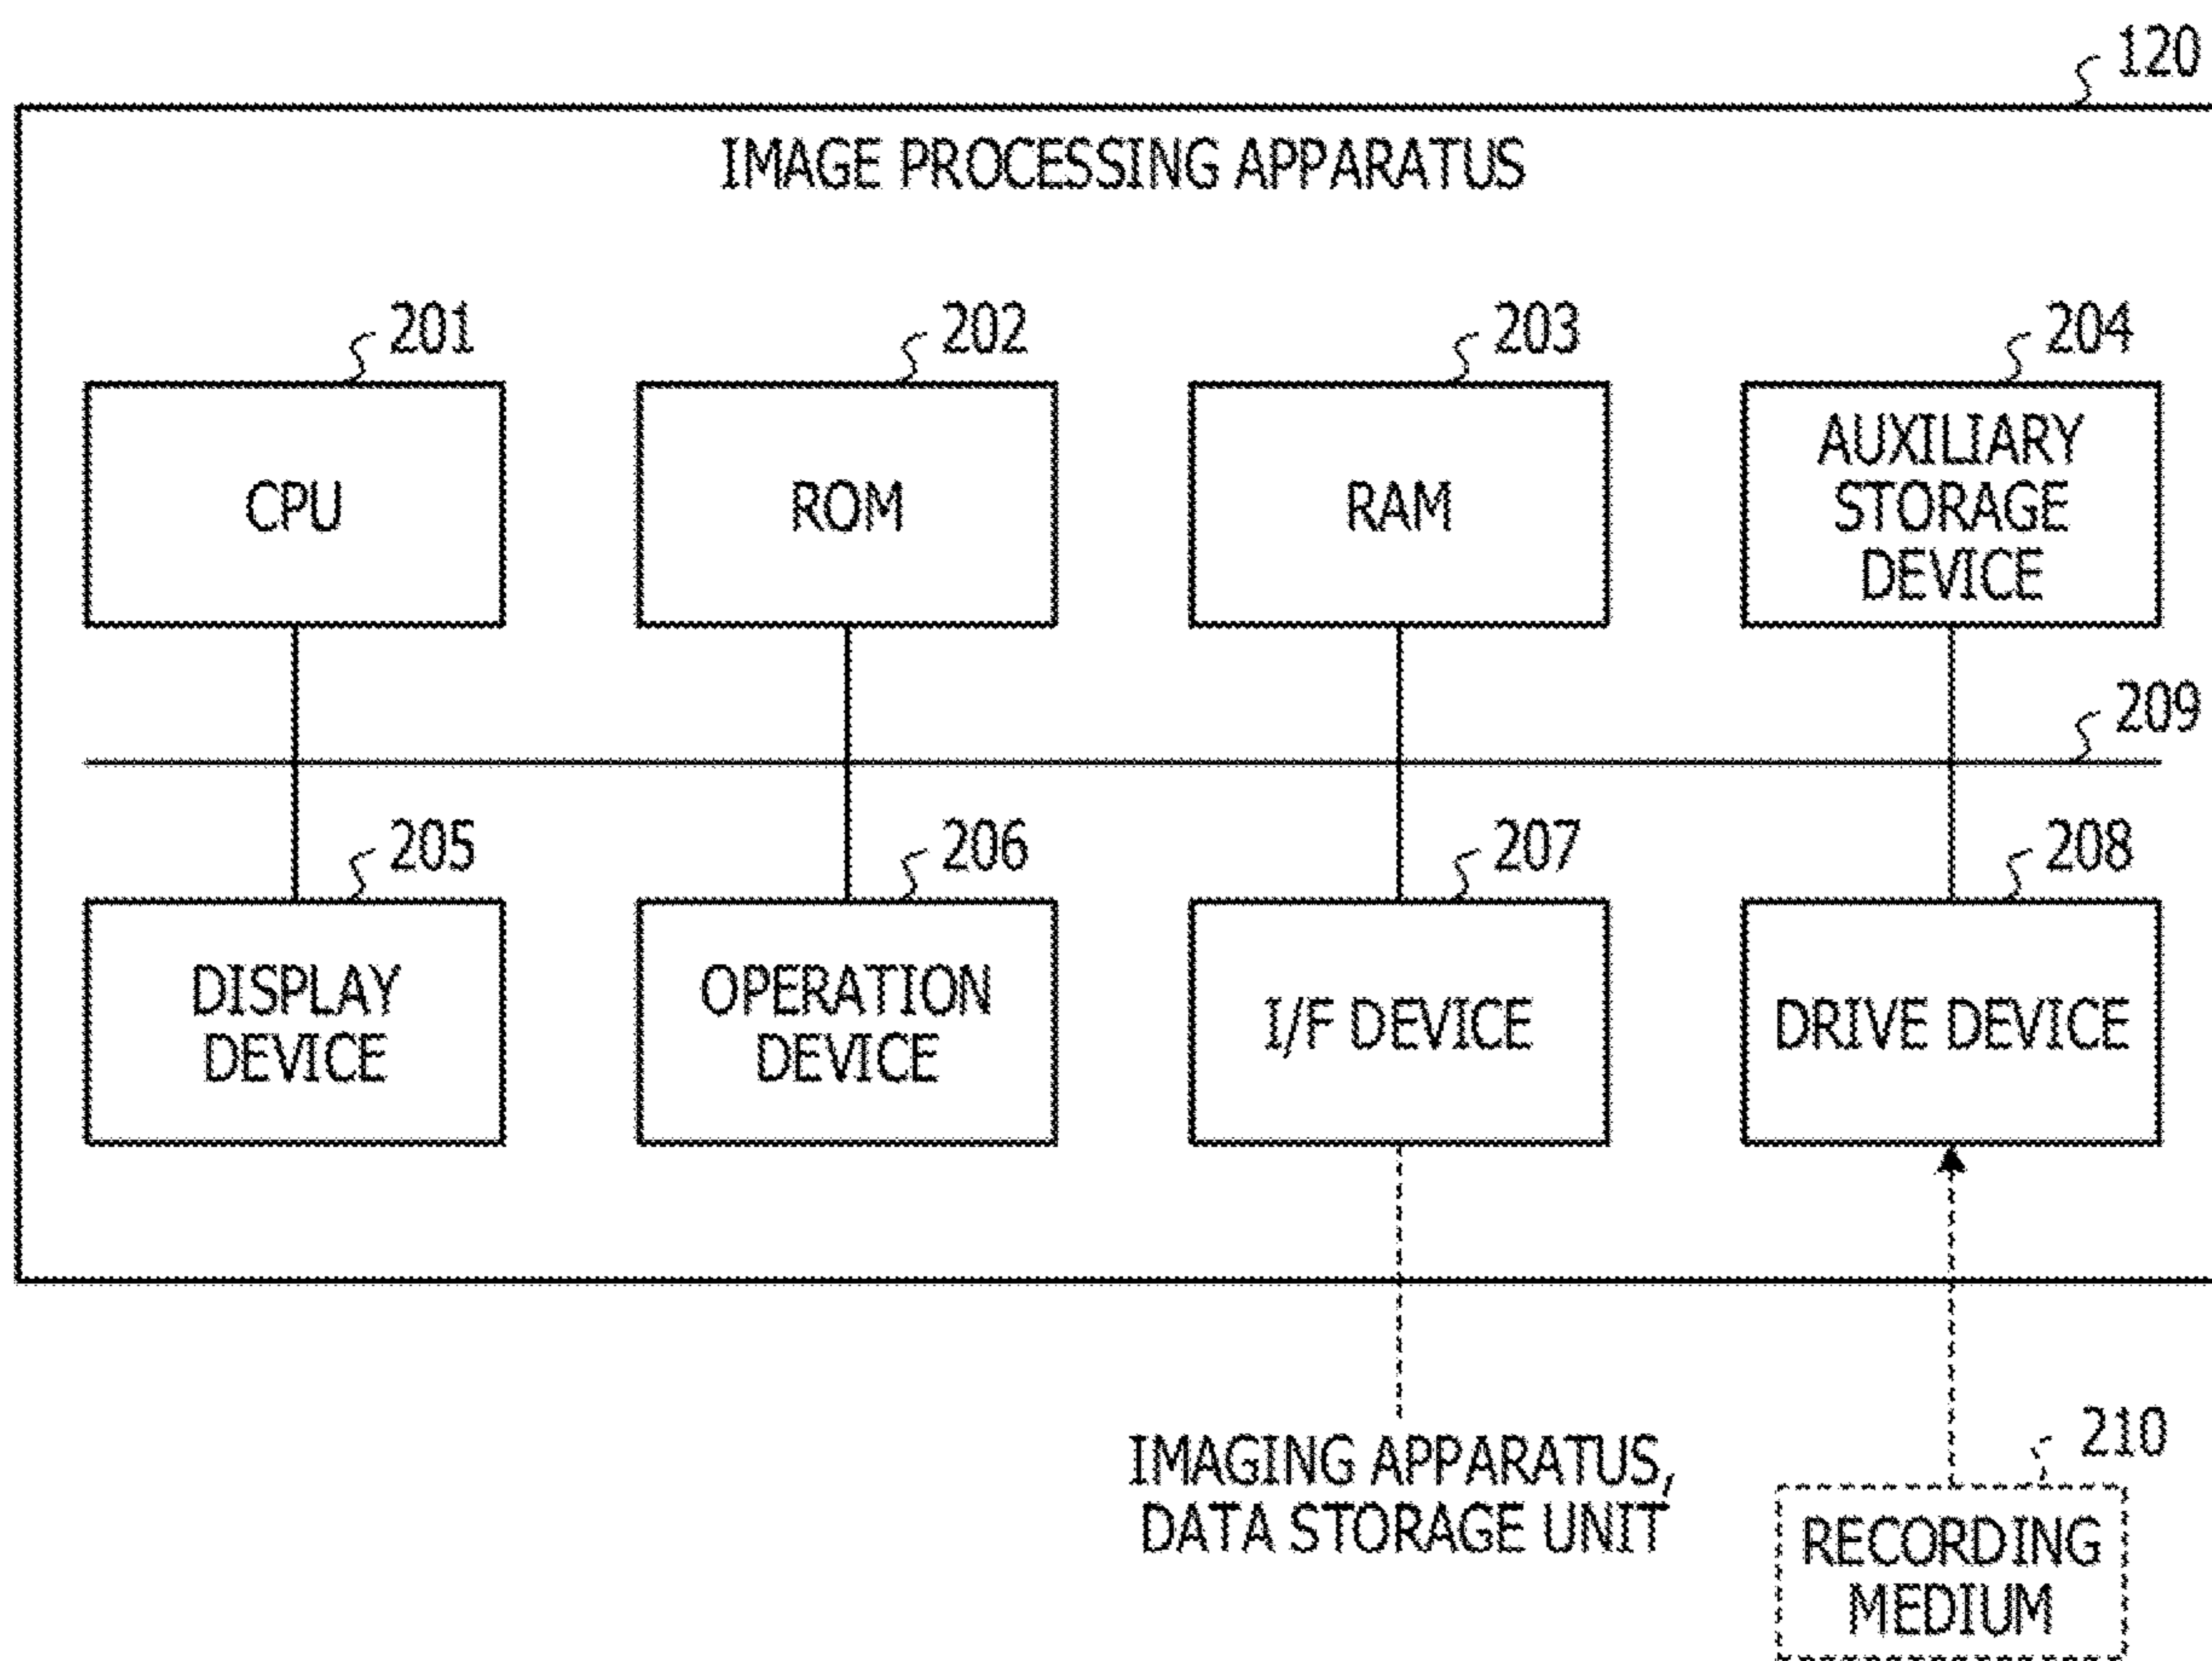 120
IMAGE PROCESSING APPARATUS
201
202
203
204
CPU
ROM
RAM
AUXILIARY
STORAGE
DEVICE
209
205
206
207
208
DISPLAY
DEVICE
OPERATION
DEVICE
I/F DEVICE
DRIVE DEVICE
IMAGING APPARATUS,
DATA STORAGE UNIT
210
RECORDING
MEDIUM